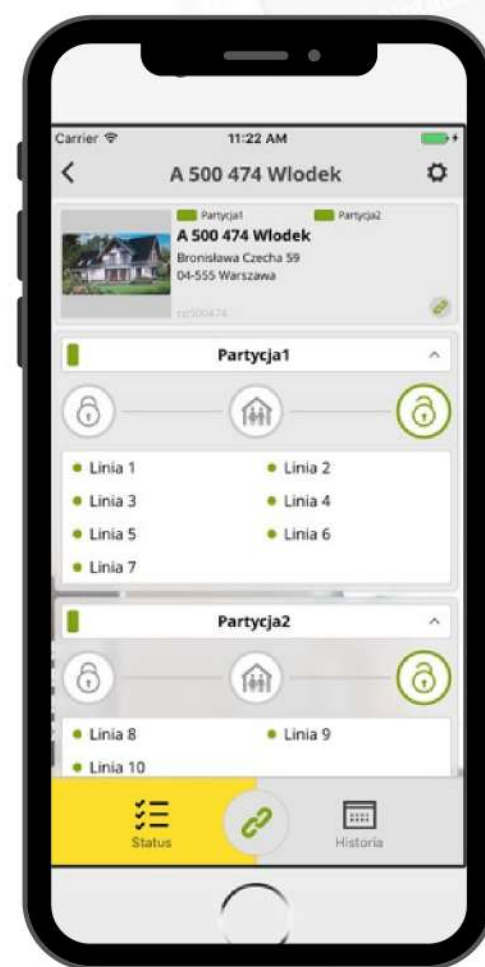 Carrier 11:22 AM
A 500 474 Wlodek
Partycja1 Partycja2
A 500 474 Wlodek
Bronisława Czecha 59
04-555 Warszawa
cp500474
Partycja1
Linia 1 Linia 2
Linia 3 Linia 4
Linia 5 Linia 6
Linia 7
Partycja2
Linia 8 Linia 9
Linia 10
Status Historia